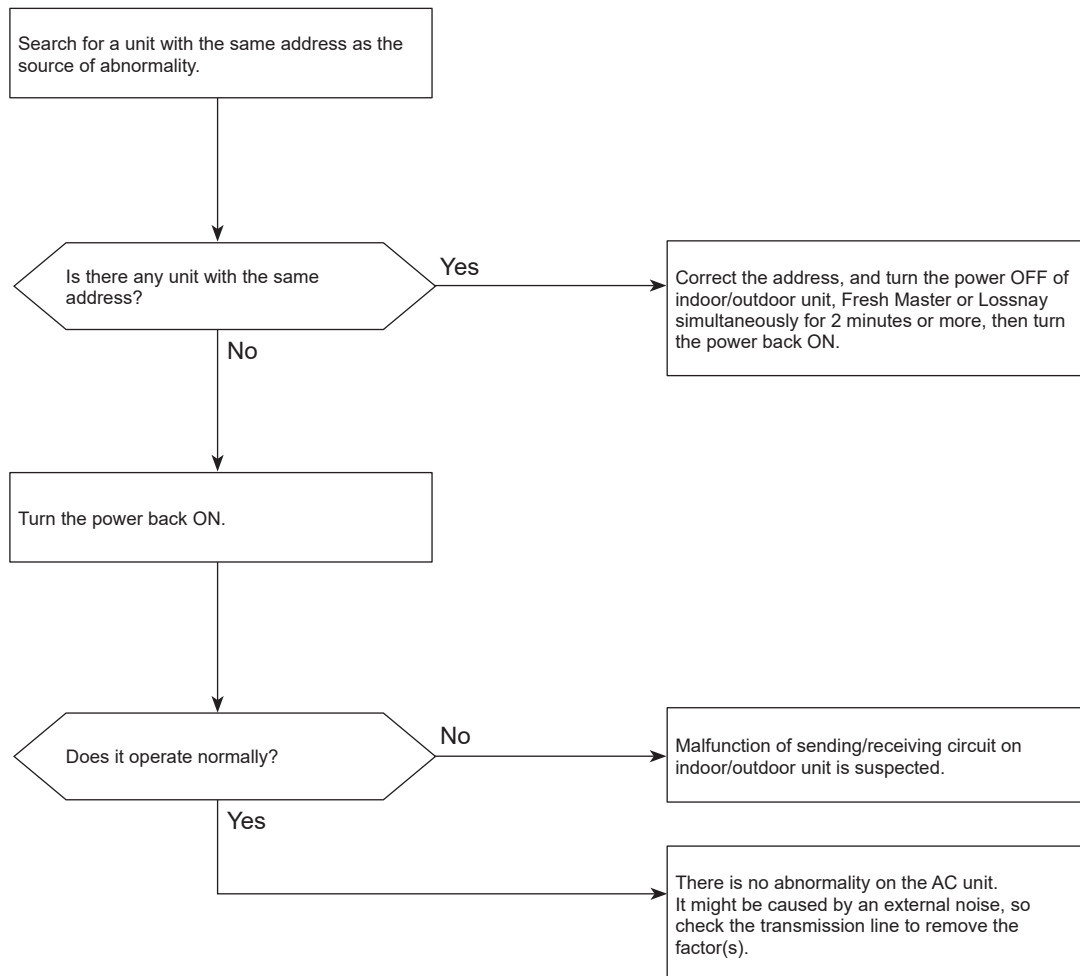 Search for a unit with the same address as the
source of abnormality.
Is there any unit with the same
address?
Yes
Correct the address, and turn the power OFF of
indoor/outdoor unit, Fresh Master or Lossnay
simultaneously for 2 minutes or more, then turn
the power back ON.
No
Turn the power back ON.
Does it operate normally?
No
Malfunction of sending/receiving circuit on
indoor/outdoor unit is suspected.
Yes
There is no abnormality on the AC unit.
It might be caused by an external noise, so
check the transmission line to remove the
factor(s).